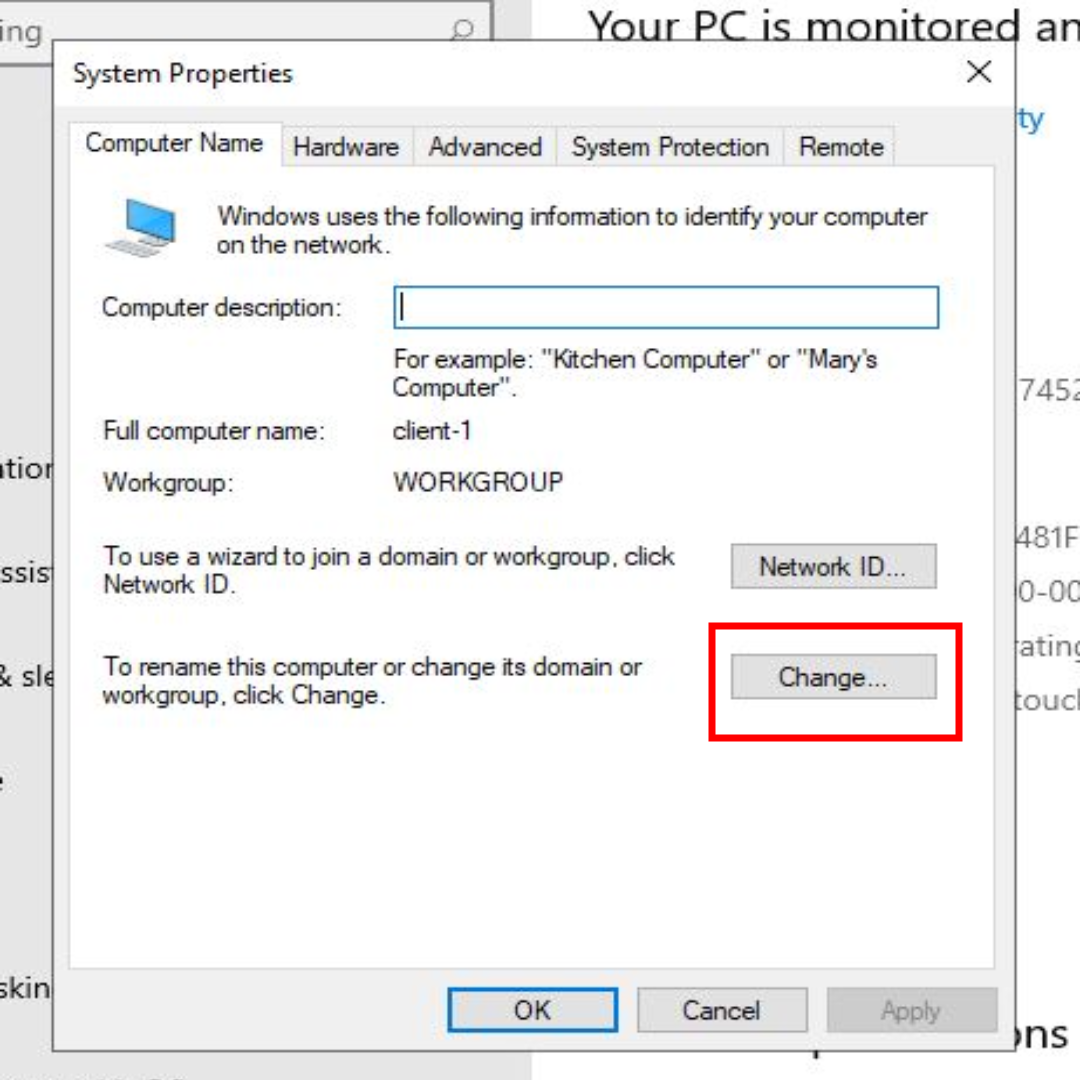 ing
Your PC is monitored an
System Properties
ty
Computer Name
Hardware
Advanced
System Protection
Remote
Windows uses the following information to identify your computer
on the network.
Computer description:
For example: "Kitchen Computer" or "Mary's
Computer".
7452
Full computer name:
client-1
Workgroup:
WORKGROUP
To use a wizard to join a domain or workgroup, click
Network ID.
Network ID...
481F
0-00
To rename this computer or change its domain or
workgroup, click Change.
Change...
rating
touch
& sle
OK
Cancel
Apply
ons